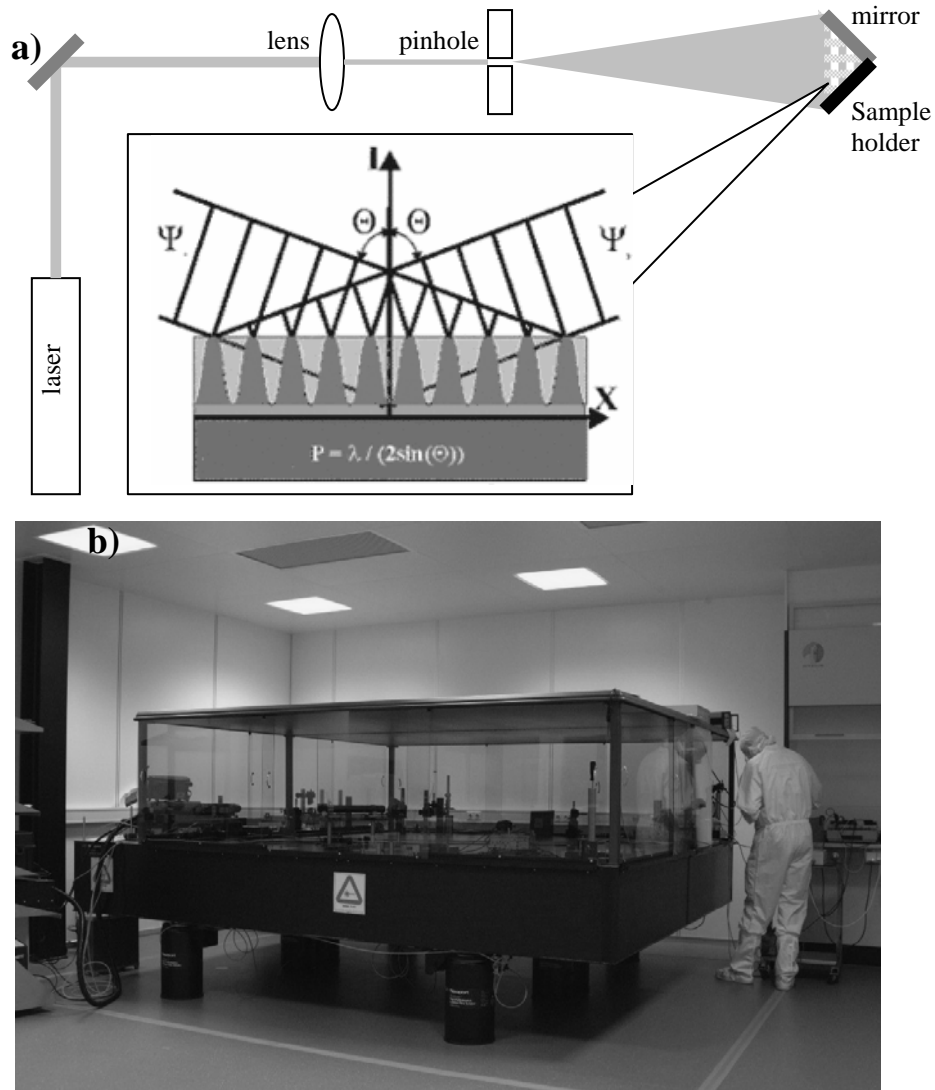 a)
lens
pinhole
mirror
Sample
holder
laser
I
Θ Θ
Ψ
Ψ
X
P = λ / (2sin(Θ))
b)